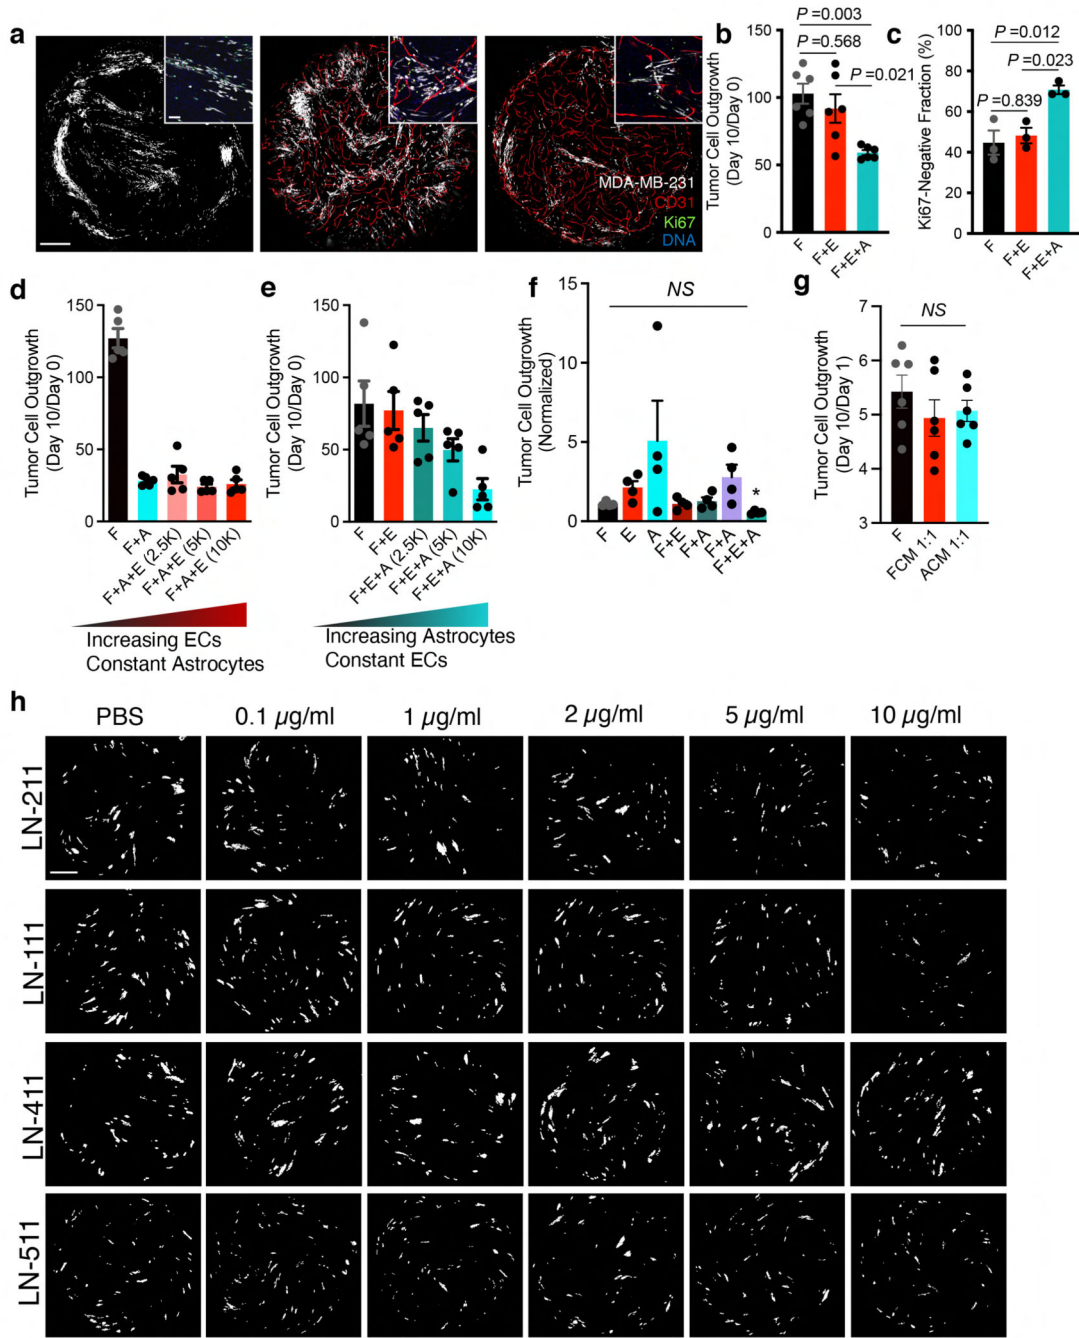 a
MDA-MB-231
CD31
Ki67
DNA
b
Tumor Cell Outgrowth
(Day 10/Day 0)
150
100
50
0
P =0.003
P =0.568
P =0.021
F
F+E
F+E+A
c
Ki67-Negative Fraction (%)
100
80
60
40
20
0
P =0.012
P =0.023
P =0.839
F
F+E
F+E+A
d
Tumor Cell Outgrowth
(Day 10/Day 0)
150
100
50
0
F
F+A
F+A+E (2.5K)
F+A+E (5K)
F+A+E (10K)
Increasing ECs
Constant Astrocytes
e
Tumor Cell Outgrowth
(Day 10/Day 0)
150
100
50
0
F
F+E
F+E+A (2.5K)
F+E+A (5K)
F+E+A (10K)
Increasing Astrocytes
Constant ECs
f
Tumor Cell Outgrowth
(Normalized)
15
10
5
0
NS
*
F
E
A
F+E
F+A
F+A
F+E+A
g
Tumor Cell Outgrowth
(Day 10/Day 1)
7
6
5
4
3
NS
F
FCM 1:1
ACM 1:1
h
PBS 0.1 µg/ml 1 µg/ml 2 µg/ml 5 µg/ml 10 µg/ml
LN-211
LN-111
LN-411
LN-511